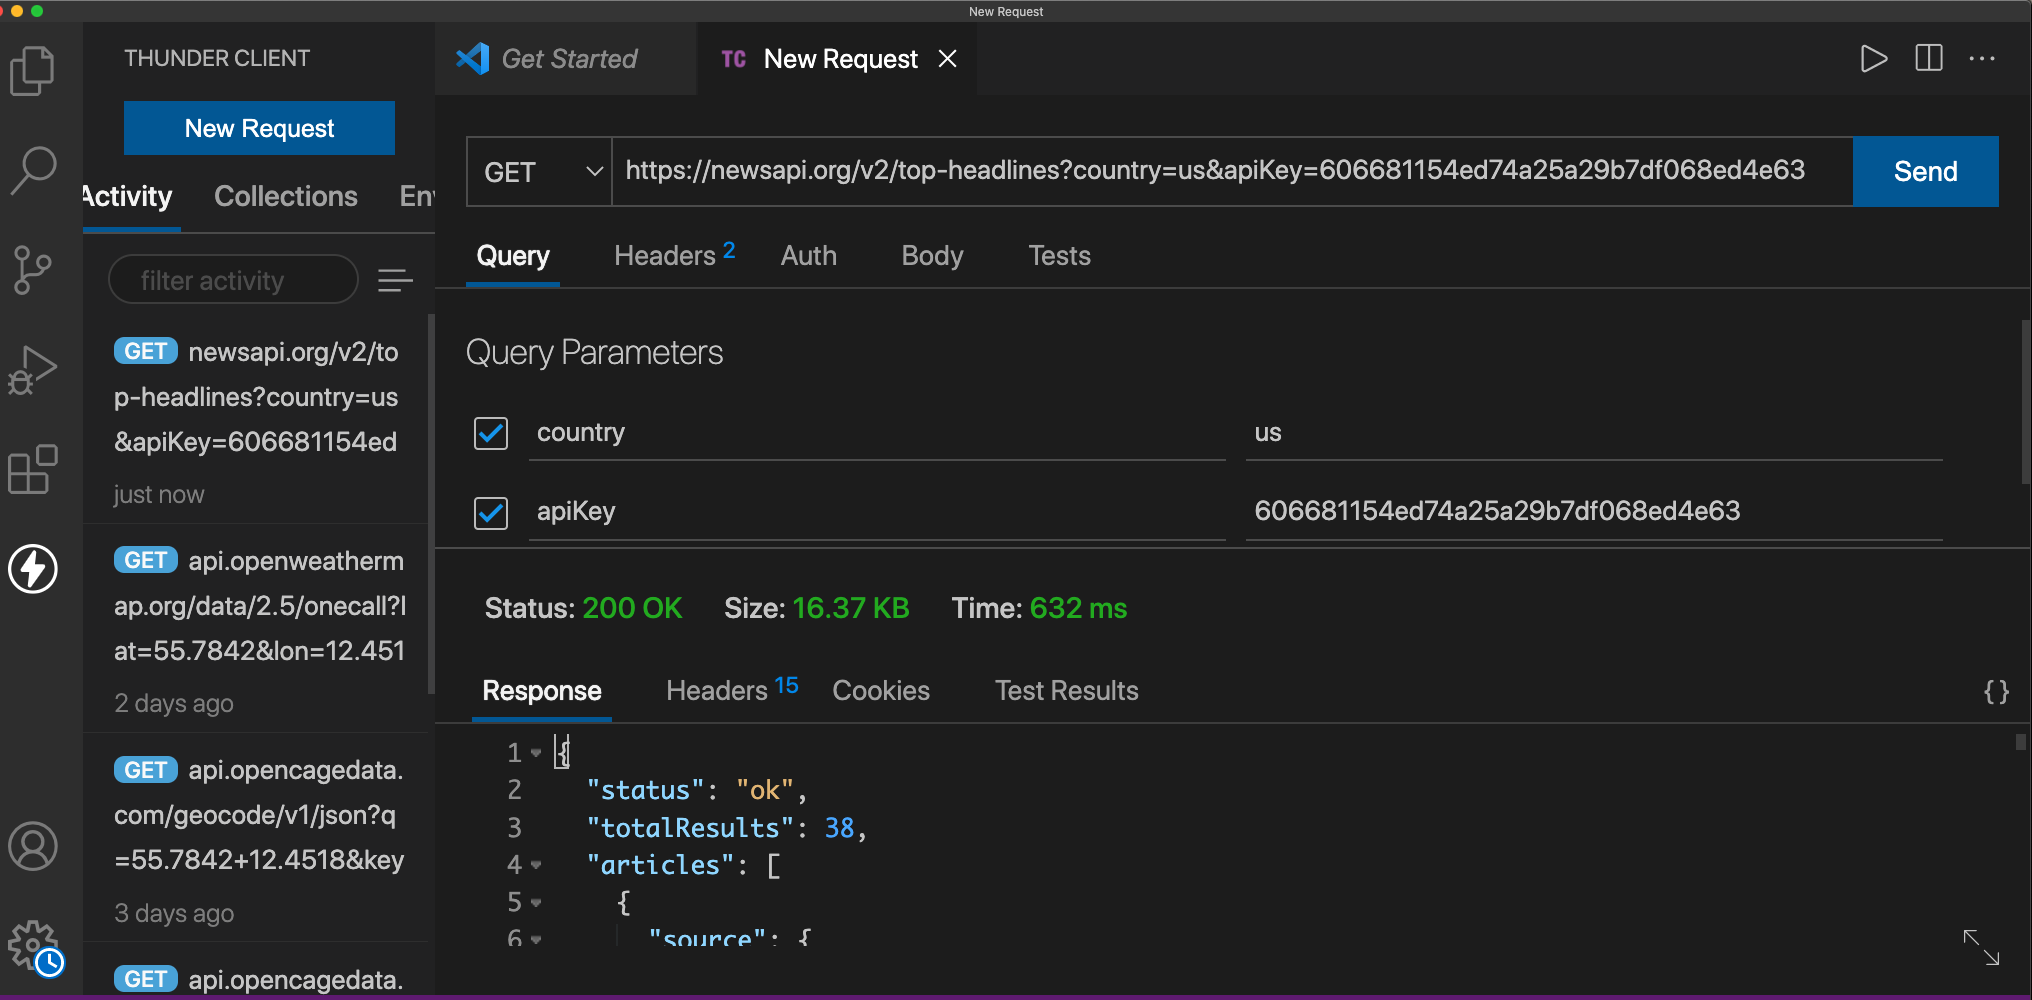 New Request
THUNDER CLIENT
New Request
Activity Collections En
filter activity
GET newsapi.org/v2/to
p-headlines?country=us
&apiKey=606681154ed
just now
GET api.openweatherm
ap.org/data/2.5/onecall?l
at=55.7842&lon=12.451
2 days ago
GET api.opencagedata.
com/geocode/v1/json?q
=55.7842+12.4518&key
3 days ago
GET api.opencagedata.
Get Started
TC New Request
GET https://newsapi.org/v2/top-headlines?country=us&apiKey=606681154ed74a25a29b7df068ed4e63 Send
Query Headers 2 Auth Body Tests
Query Parameters
country us
apiKey 606681154ed74a25a29b7df068ed4e63
Status: 200 OK Size: 16.37 KB Time: 632 ms
Response Headers 15 Cookies Test Results {}
1 {
2 "status": "ok",
3 "totalResults": 38,
4 "articles": [
5 {
6 "source": {